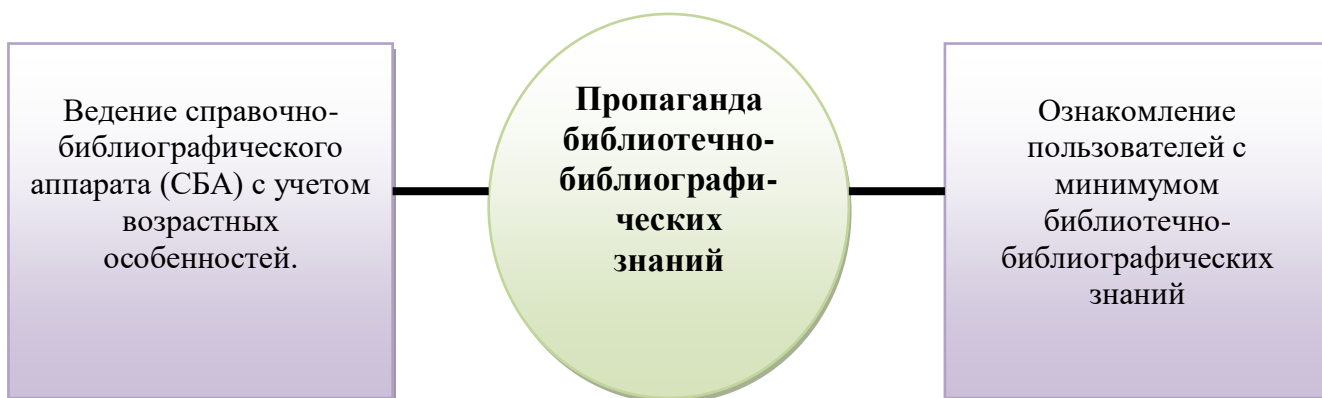 Ведение справочно-
библиографического
аппарата (СБА) с учетом
возрастных
особенностей.
Пропаганда
библиотечно-
библиографи-
ческих
знаний
Ознакомление
пользователей с
минимумом
библиотечно-
библиографических
знаний